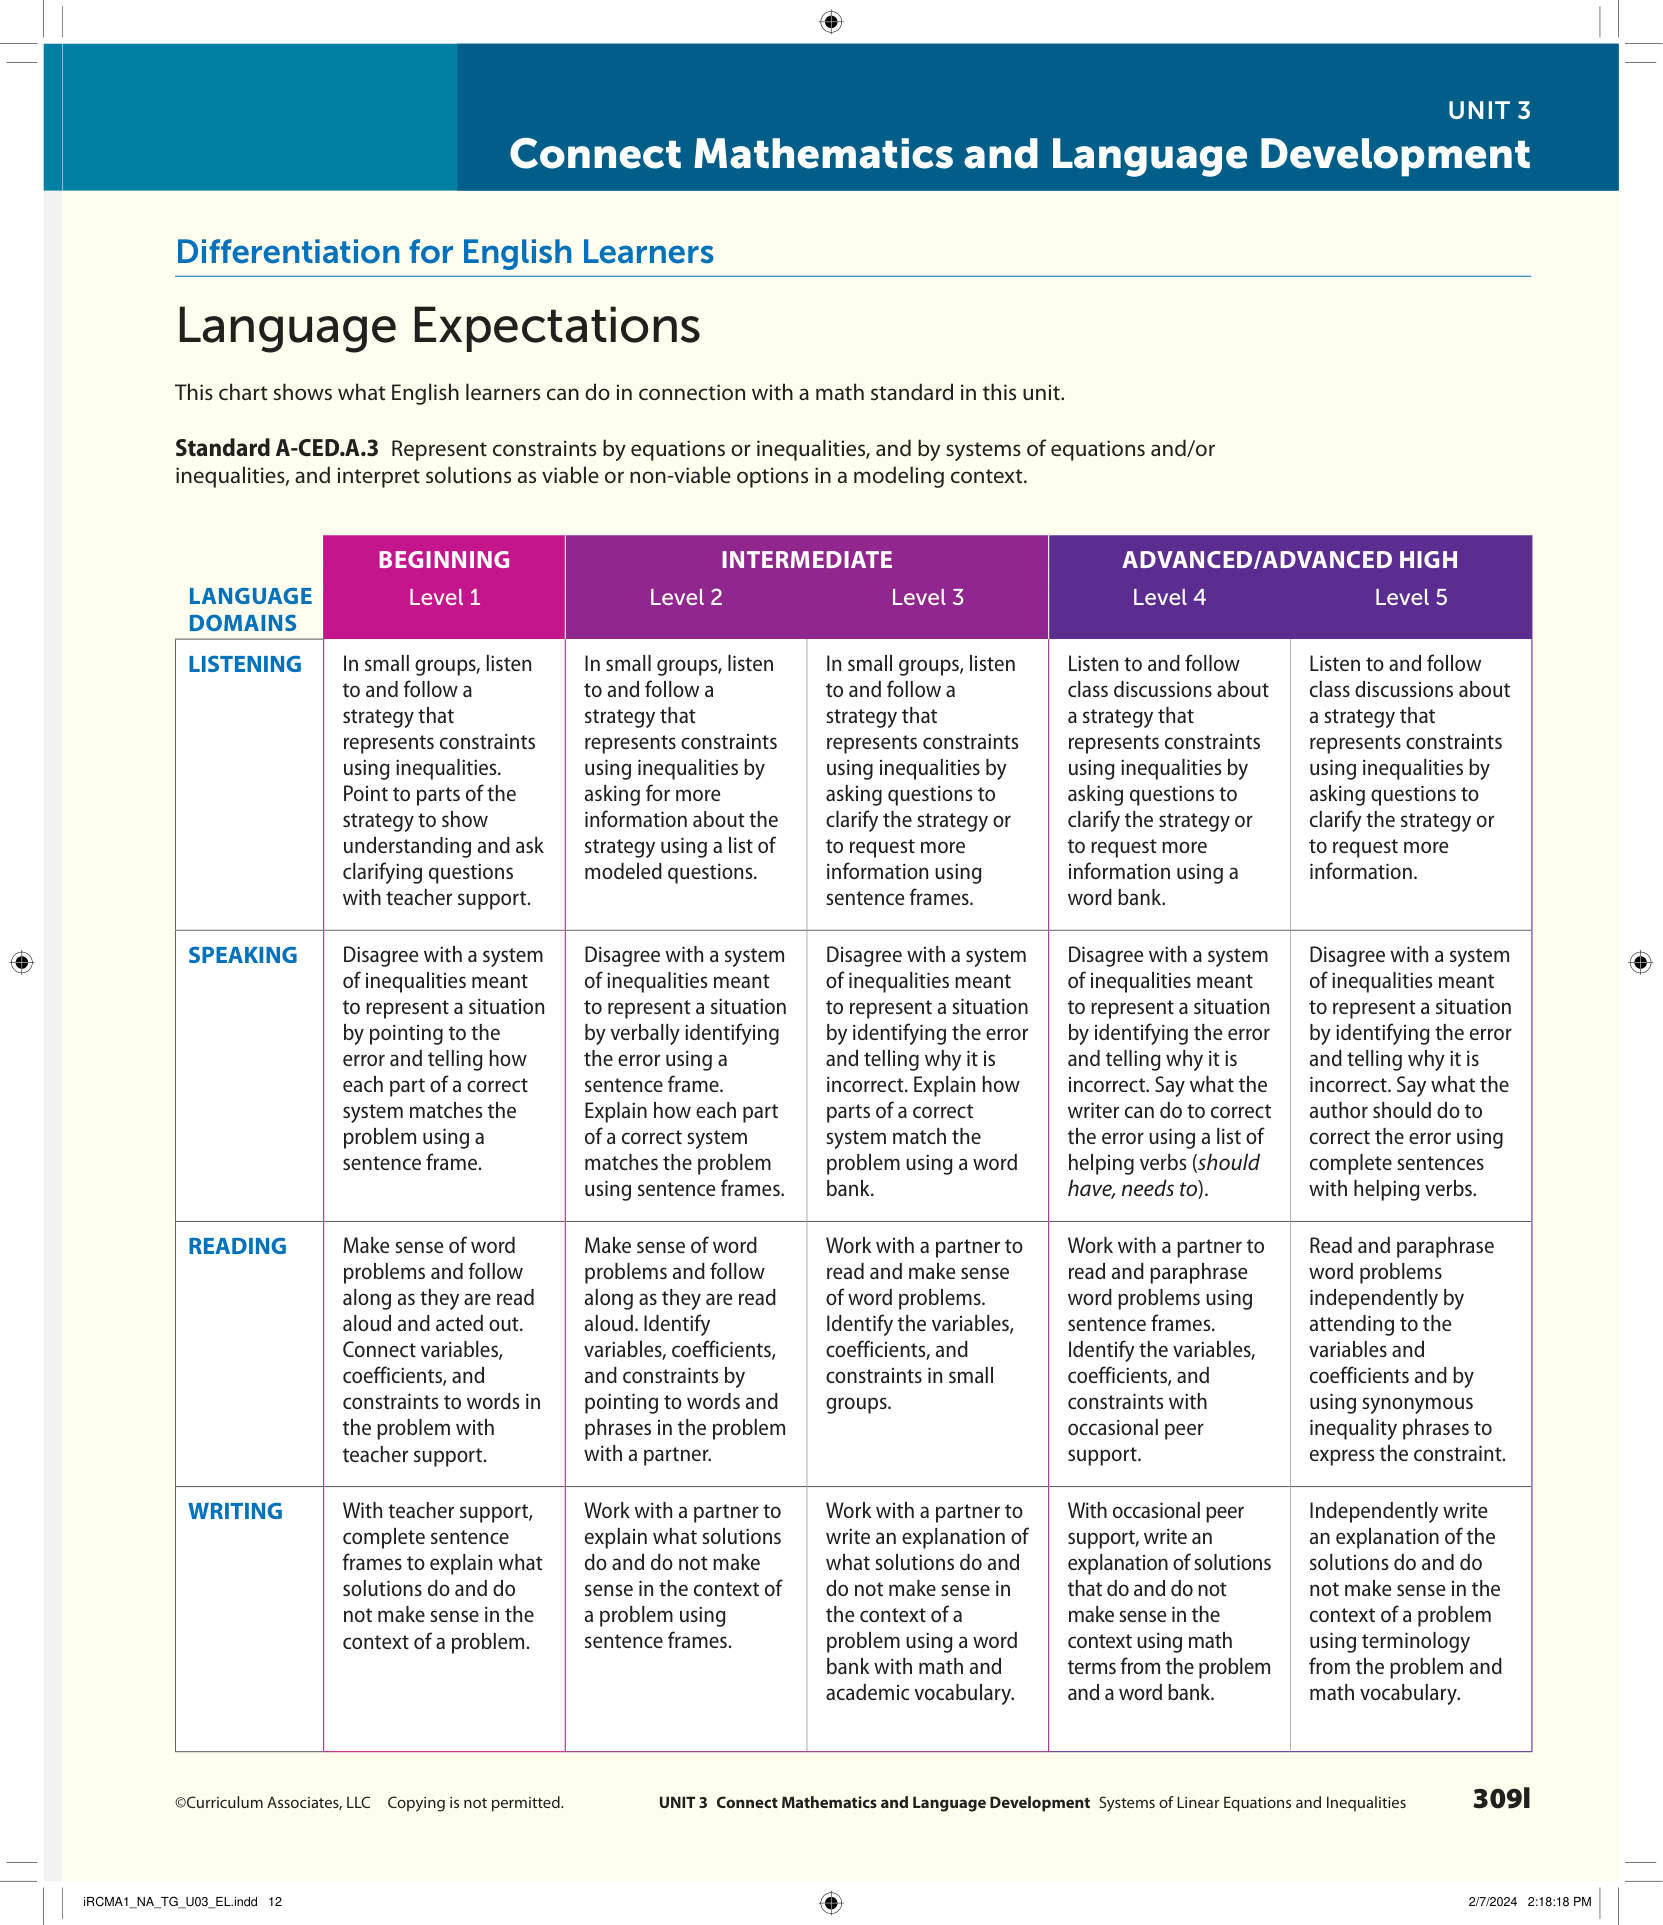 UNIT 3
Connect Mathematics and Language Development
Differentiation for English Learners
Language Expectations
This chart shows what English learners can do in connection with a math standard in this unit.
Standard A-CED.A.3 Represent constraints by equations or inequalities, and by systems of equations and/or
inequalities, and interpret solutions as viable or non-viable options in a modeling context.
LANGUAGE
DOMAINS
BEGINNING
Level 1
INTERMEDIATE
Level 2
Level 3
ADVANCED/ADVANCED HIGH
Level 4
Level 5
LISTENING
In small groups, listen
to and follow a
strategy that
represents constraints
using inequalities.
Point to parts of the
strategy to show
understanding and ask
clarifying questions
with teacher support.
In small groups, listen
to and follow a
strategy that
represents constraints
using inequalities by
asking for more
information about the
strategy using a list of
modeled questions.
In small groups, listen
to and follow a
strategy that
represents constraints
using inequalities by
asking questions to
clarify the strategy or
to request more
information using
sentence frames.
Listen to and follow
class discussions about
a strategy that
represents constraints
using inequalities by
asking questions to
clarify the strategy or
to request more
information using a
word bank.
Listen to and follow
class discussions about
a strategy that
represents constraints
using inequalities by
asking questions to
clarify the strategy or
to request more
information.
SPEAKING
Disagree with a system
of inequalities meant
to represent a situation
by pointing to the
error and telling how
each part of a correct
system matches the
problem using a
sentence frame.
Disagree with a system
of inequalities meant
to represent a situation
by verbally identifying
the error using a
sentence frame.
Explain how each part
of a correct system
matches the problem
using sentence frames.
Disagree with a system
of inequalities meant
to represent a situation
by identifying the error
and telling why it is
incorrect. Explain how
parts of a correct
system match the
problem using a word
bank.
Disagree with a system
of inequalities meant
to represent a situation
by identifying the error
and telling why it is
incorrect. Say what the
writer can do to correct
the error using a list of
helping verbs (should
have, needs to).
Disagree with a system
of inequalities meant
to represent a situation
by identifying the error
and telling why it is
incorrect. Say what the
author should do to
correct the error using
complete sentences
with helping verbs.
READING
Make sense of word
problems and follow
along as they are read
aloud and acted out.
Connect variables,
coefficients, and
constraints to words in
the problem with
teacher support.
Make sense of word
problems and follow
along as they are read
aloud. Identify
variables, coefficients,
and constraints by
pointing to words and
phrases in the problem
with a partner.
Work with a partner to
read and make sense
of word problems.
Identify the variables,
coefficients, and
constraints in small
groups.
Work with a partner to
read and paraphrase
word problems using
sentence frames.
Identify the variables,
coefficients, and
constraints with
occasional peer
support.
Read and paraphrase
word problems
independently by
attending to the
variables and
coefficients and by
using synonymous
inequality phrases to
express the constraint.
WRITING
With teacher support,
complete sentence
frames to explain what
solutions do and do
not make sense in the
context of a problem.
Work with a partner to
explain what solutions
do and do not make
sense in the context of
a problem using
sentence frames.
Work with a partner to
write an explanation of
what solutions do and
do not make sense in
the context of a
problem using a word
bank with math and
academic vocabulary.
With occasional peer
support, write an
explanation of solutions
that do and do not
make sense in the
context using math
terms from the problem
and a word bank.
Independently write
an explanation of the
solutions do and do
not make sense in the
context of a problem
using terminology
from the problem and
math vocabulary.
©Curriculum Associates, LLC Copying is not permitted.
UNIT 3 Connect Mathematics and Language Development Systems of Linear Equations and Inequalities
309l
iRCMA1_NA_TG_U03_EL.indd 12
2/7/2024 2:18:18 PM